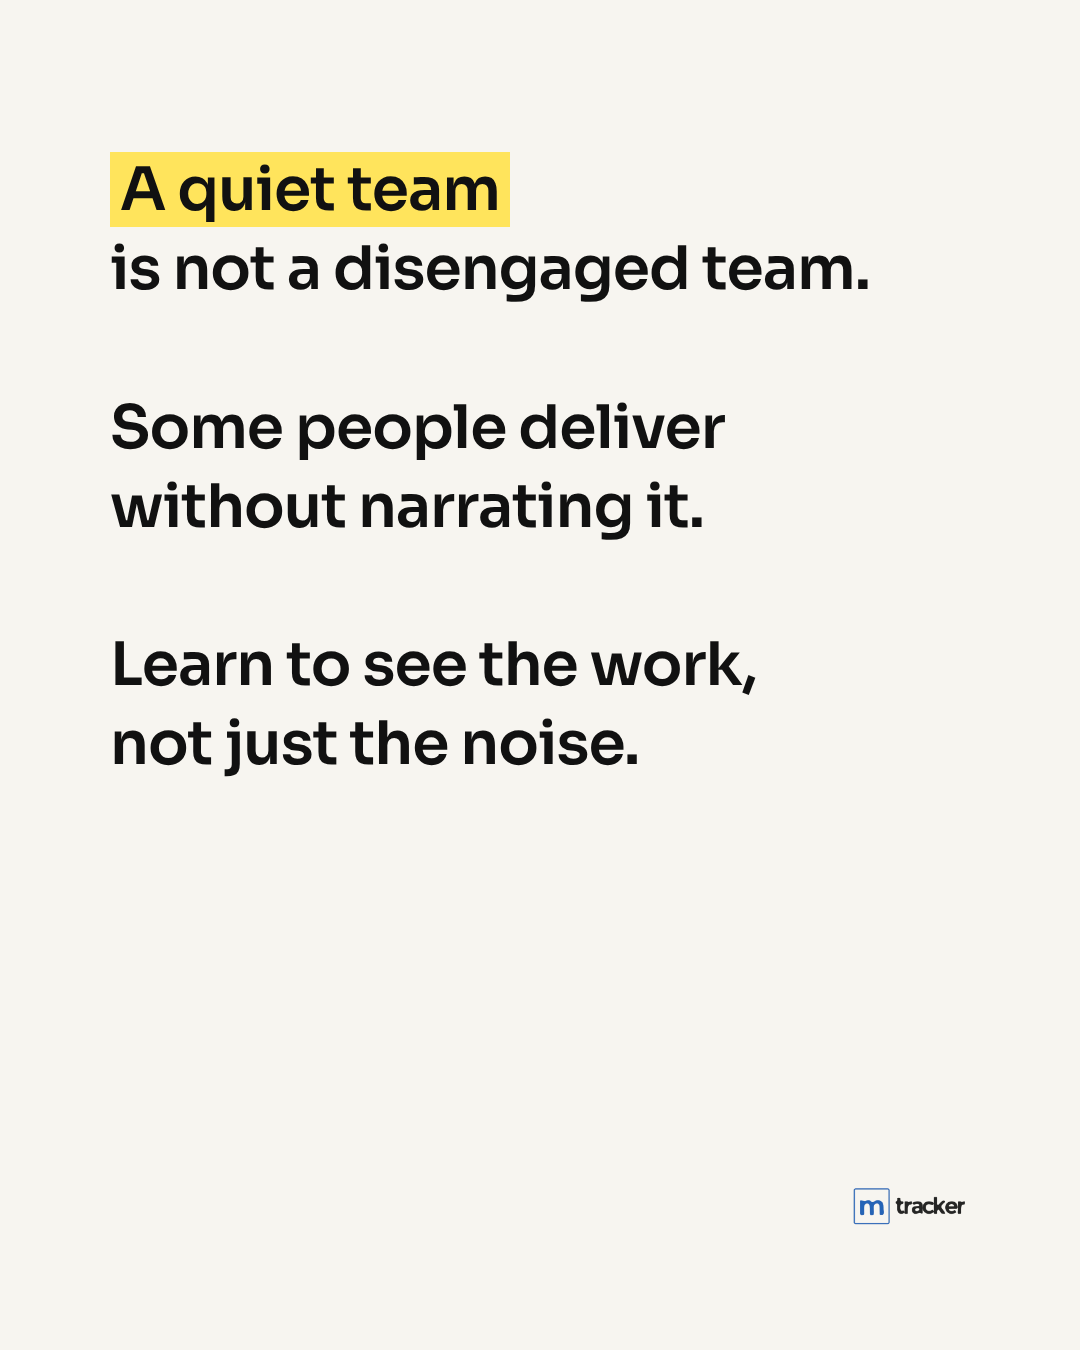 A quiet team
is not a disengaged team.
Some people deliver
without narrating it.
Learn to see the work,
not just the noise.
m tracker